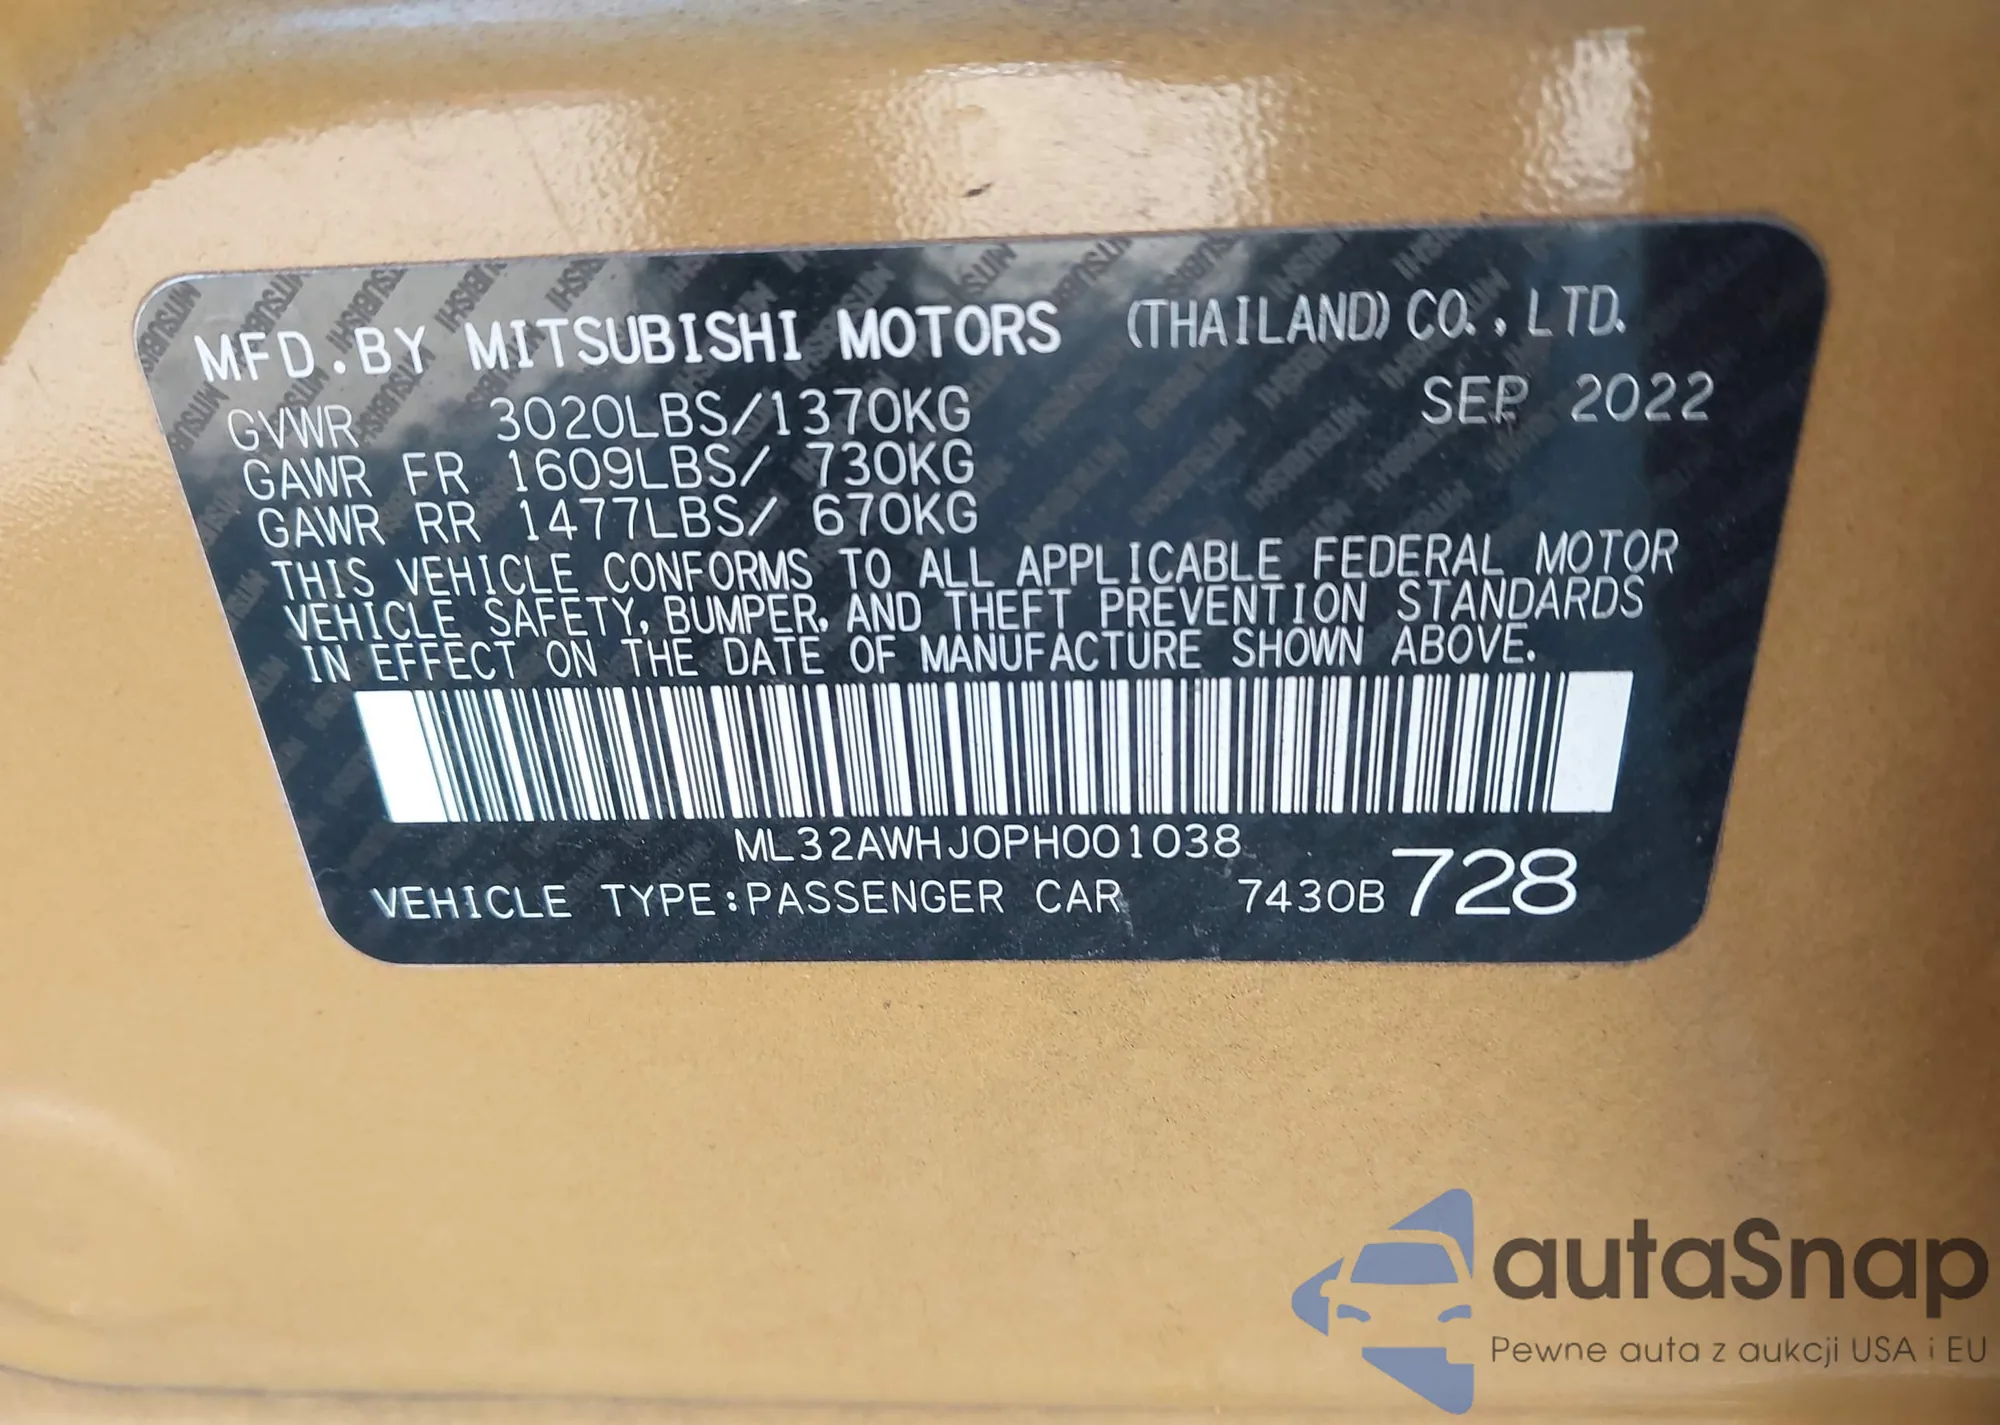 MFD.BY MITSUBISHI MOTORS (THAILAND) CO.,LTD.
GVWR 3020LBS/1370KG SEP 2022
GAWR FR 1609LBS/ 730KG
GAWR RR 1477LBS/ 670KG
THIS VEHICLE CONFORMS TO ALL APPLICABLE FEDERAL MOTOR
VEHICLE SAFETY, BUMPER, AND THEFT PREVENTION STANDARDS
IN EFFECT ON THE DATE OF MANUFACTURE SHOWN ABOVE.
ML32AWHJ0PH001038
VEHICLE TYPE:PASSENGER CAR 7430B 728
autaSnap
Pewne auta z aukcji USA i EU